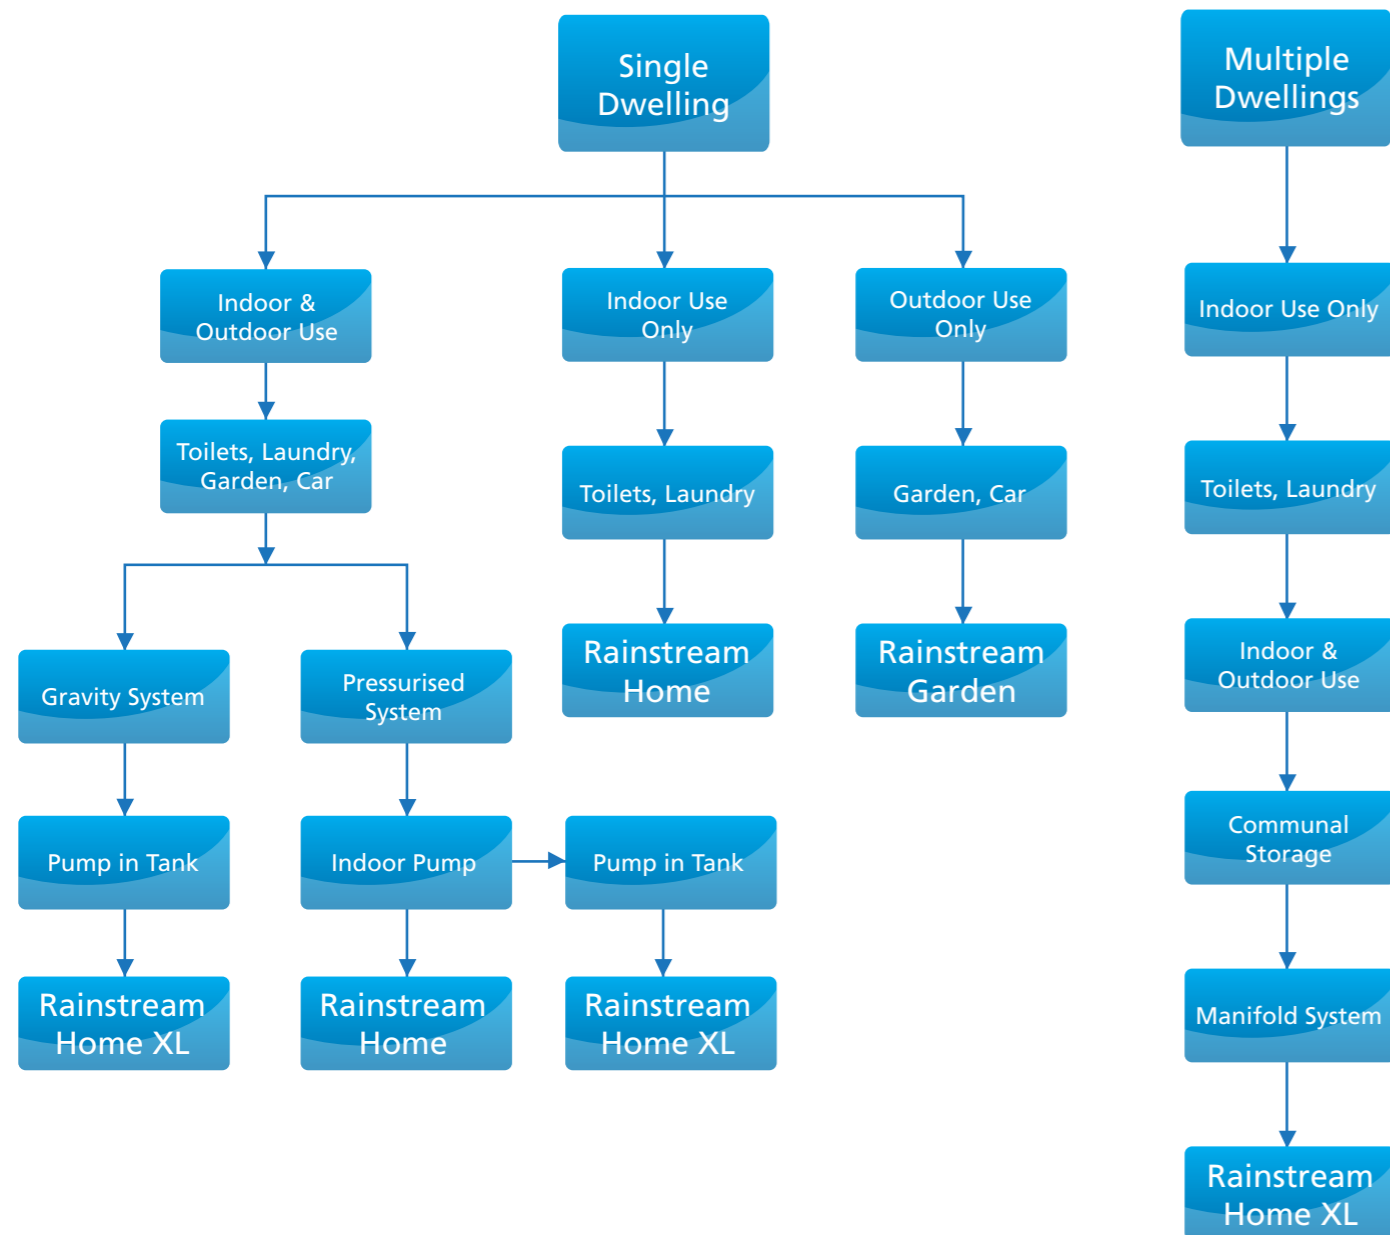 Single
Dwelling
Indoor &
Outdoor Use
Toilets, Laundry,
Garden, Car
Gravity System
Pump in Tank
Rainstream
Home XL
Pressurised
System
Indoor Pump
Rainstream
Home
Pump in Tank
Rainstream
Home XL
Indoor Use
Only
Toilets, Laundry
Rainstream
Home
Outdoor Use
Only
Garden, Car
Rainstream
Garden
Multiple
Dwellings
Indoor Use Only
Toilets, Laundry
Indoor &
Outdoor Use
Communal
Storage
Manifold System
Rainstream
Home XL